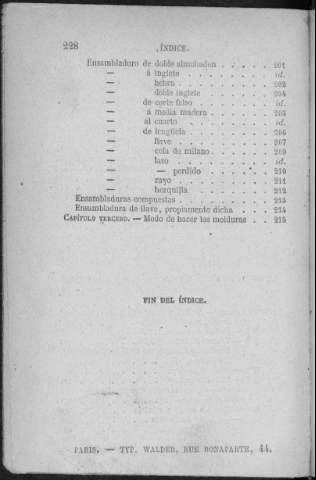 228 ÍNDICE.
Ensambladura de doble almohadon . . . . . 201
— á inglete . . . . . . . . id.
— hebra . . . . . . . . . 202
— doble inglete . . . . . . 204
— de corte falso . . . . . . . id.
— á media madera . . . . . . 205
— al cuarto . . . . . . . . id.
— de lengüeta . . . . . . . 206
— llave . . . . . . . . . 207
— cola de milano . . . . . . 209
— lazo . . . . . . . . . id.
— — perdido . . . . . . 210
— rayo . . . . . . . . . 211
— horquilla . . . . . . . 212
Ensambladuras compuestas . . . . . . . . 213
Ensambladura de llave, propiamente dicha . . . 214
CAPÍTULO TERCERO. — Modo de hacer las molduras . . 215
FIN DEL ÍNDICE.
PARIS. — TYP. WALDER, RUE BONAPARTE, 44.